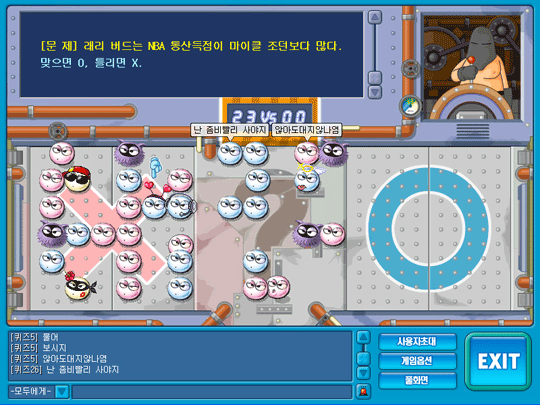 [문 제] 래리 버드는 NBA 통산득점이 마이클 조던보다 많다.
맞으면 O, 틀리면 X.
23 VS 00
난 좀비빨리 사야지
않아도대지않나염
[퀴즈5] 물어
[퀴즈5] 보시지
[퀴즈5] 않아도대지않나염
[퀴즈26] 난 좀비빨리 사야지
-모두에게-
사용자초대
게임옵션
풀화면
EXIT